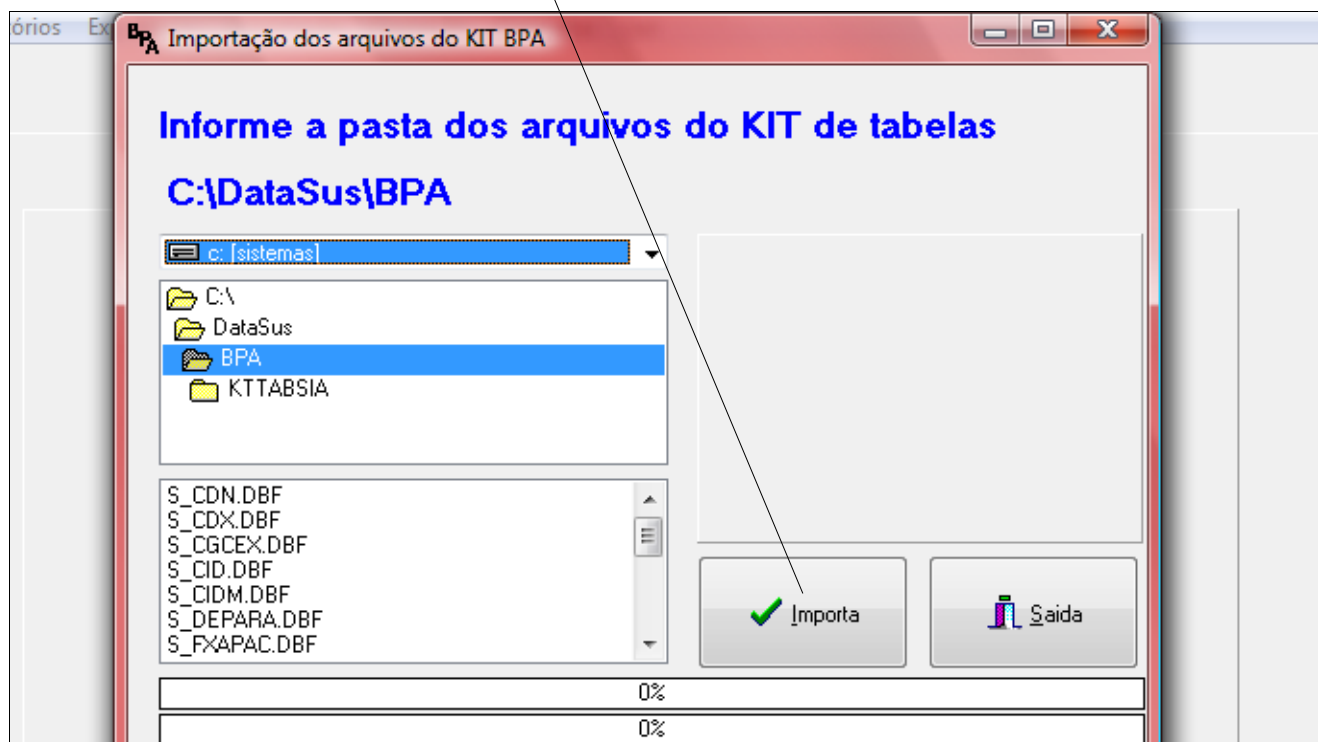 órios Ex
BPA Importação dos arquivos do KIT BPA
Informe a pasta dos arquivos do KIT de tabelas
C:\DataSus\BPA
c: [sistemas]
C:\
DataSus
BPA
KTTABSIA
S_CDN.DBF
S_CDX.DBF
S_CGCEX.DBF
S_CID.DBF
S_CIDM.DBF
S_DEPARA.DBF
S_FXAPAC.DBF
Importa
Saida
0%
0%